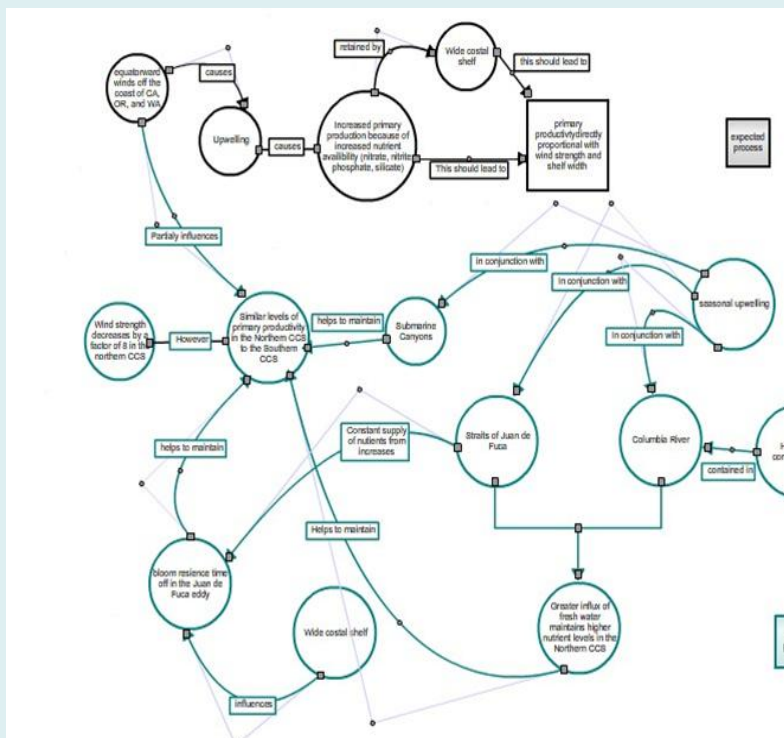 retained by
Wide costal
shelf
this should lead to
equatorward
winds off the
coast of CA,
OR, and WA
causes
Upwelling
causes
Increased primary
production because of
increased nutrient
availibility (nitrate, nitrite
phosphate, silicate)
This should lead to
primary
productivtydirectly
proportional with
wind strength and
shelf width
expected
process
Partialy influences
In conjunction with
In conjunction with
seasonal upwelling
Wind strength
decreases by a
factor of 8 in the
northern CCS
However
Similar levels of
primary productivity
in the Northern CCS
to the Southern
CCS
helps to maintain
Submarine
Canyons
In conjunction with
helps to maintain
Constant supply
of nutients from
increases
Straits of Juan de
Fuca
Columbia River
contained in
Helps to maintain
bloom resience time
off in the Juan de
Fuca eddy
Wide costal shelf
Greater influx of
fresh water
maintains higher
nutrient levels in the
Northern CCS
influences